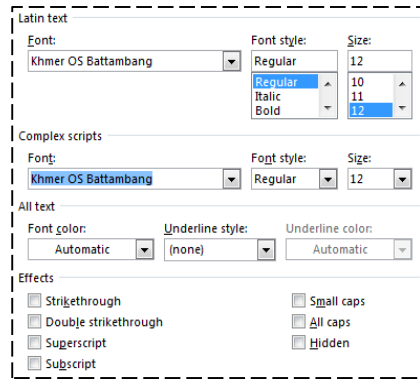 Latin text
Font: Font style: Size:
Khmer OS Battambang Regular 12
Regular 10
Italic 11
Bold 12
Complex scripts
Font: Font style: Size:
Khmer OS Battambang Regular 12
All text
Font color: Underline style: Underline color:
Automatic (none) Automatic
Effects
Strikethrough Small caps
Double strikethrough All caps
Superscript Hidden
Subscript